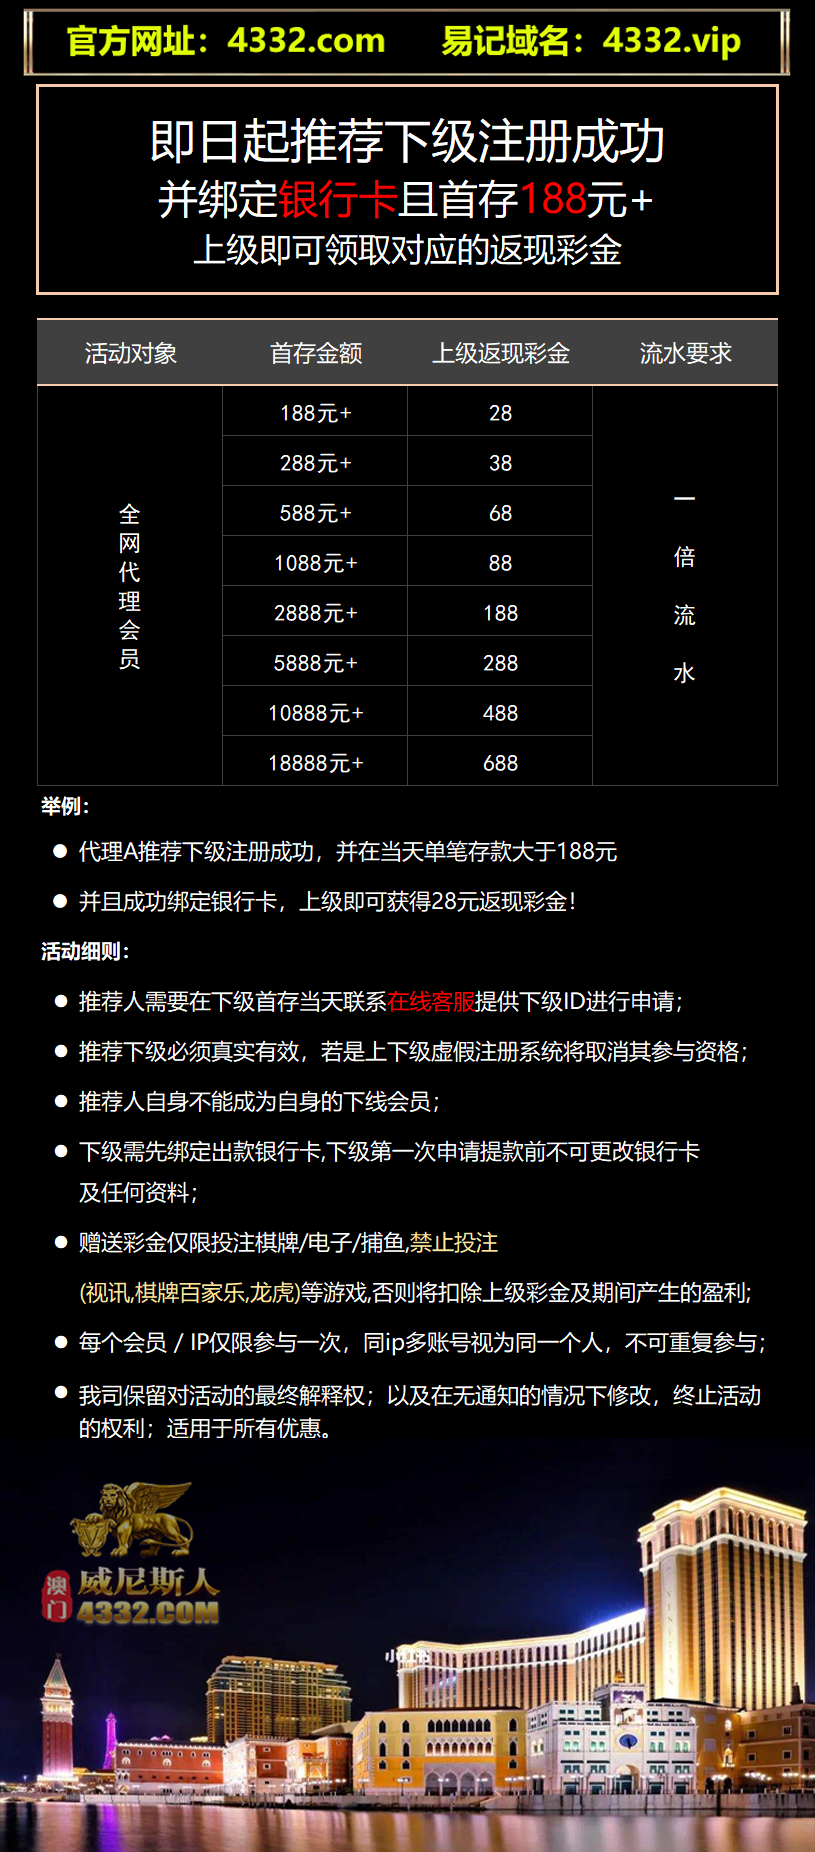 官方网址：4332.com 易记域名：4332.vip
即日起推荐下级注册成功
并绑定银行卡且首存188元+
上级即可领取对应的返现彩金
活动对象 首存金额 上级返现彩金 流水要求
全网代理会员
188元+ 28
288元+ 38
588元+ 68
1088元+ 88
2888元+ 188
5888元+ 288
10888元+ 488
18888元+ 688
一倍流水
举例：
● 代理A推荐下级注册成功，并在当天单笔存款大于188元
● 并且成功绑定银行卡，上级即可获得28元返现彩金！
活动细则：
● 推荐人需要在下级首存当天联系在线客服提供下级ID进行申请；
● 推荐下级必须真实有效，若是上下级虚假注册系统将取消其参与资格；
● 推荐人自身不能成为自身的下线会员；
● 下级需先绑定出款银行卡,下级第一次申请提款前不可更改银行卡
及任何资料；
● 赠送彩金仅限投注棋牌/电子/捕鱼,禁止投注
(视讯,棋牌百家乐,龙虎)等游戏,否则将扣除上级彩金及期间产生的盈利;
● 每个会员 / IP仅限参与一次，同ip多账号视为同一个人，不可重复参与；
● 我司保留对活动的最终解释权；以及在无通知的情况下修改，终止活动
的权利；适用于所有优惠。
澳门 威尼斯人
4332.COM